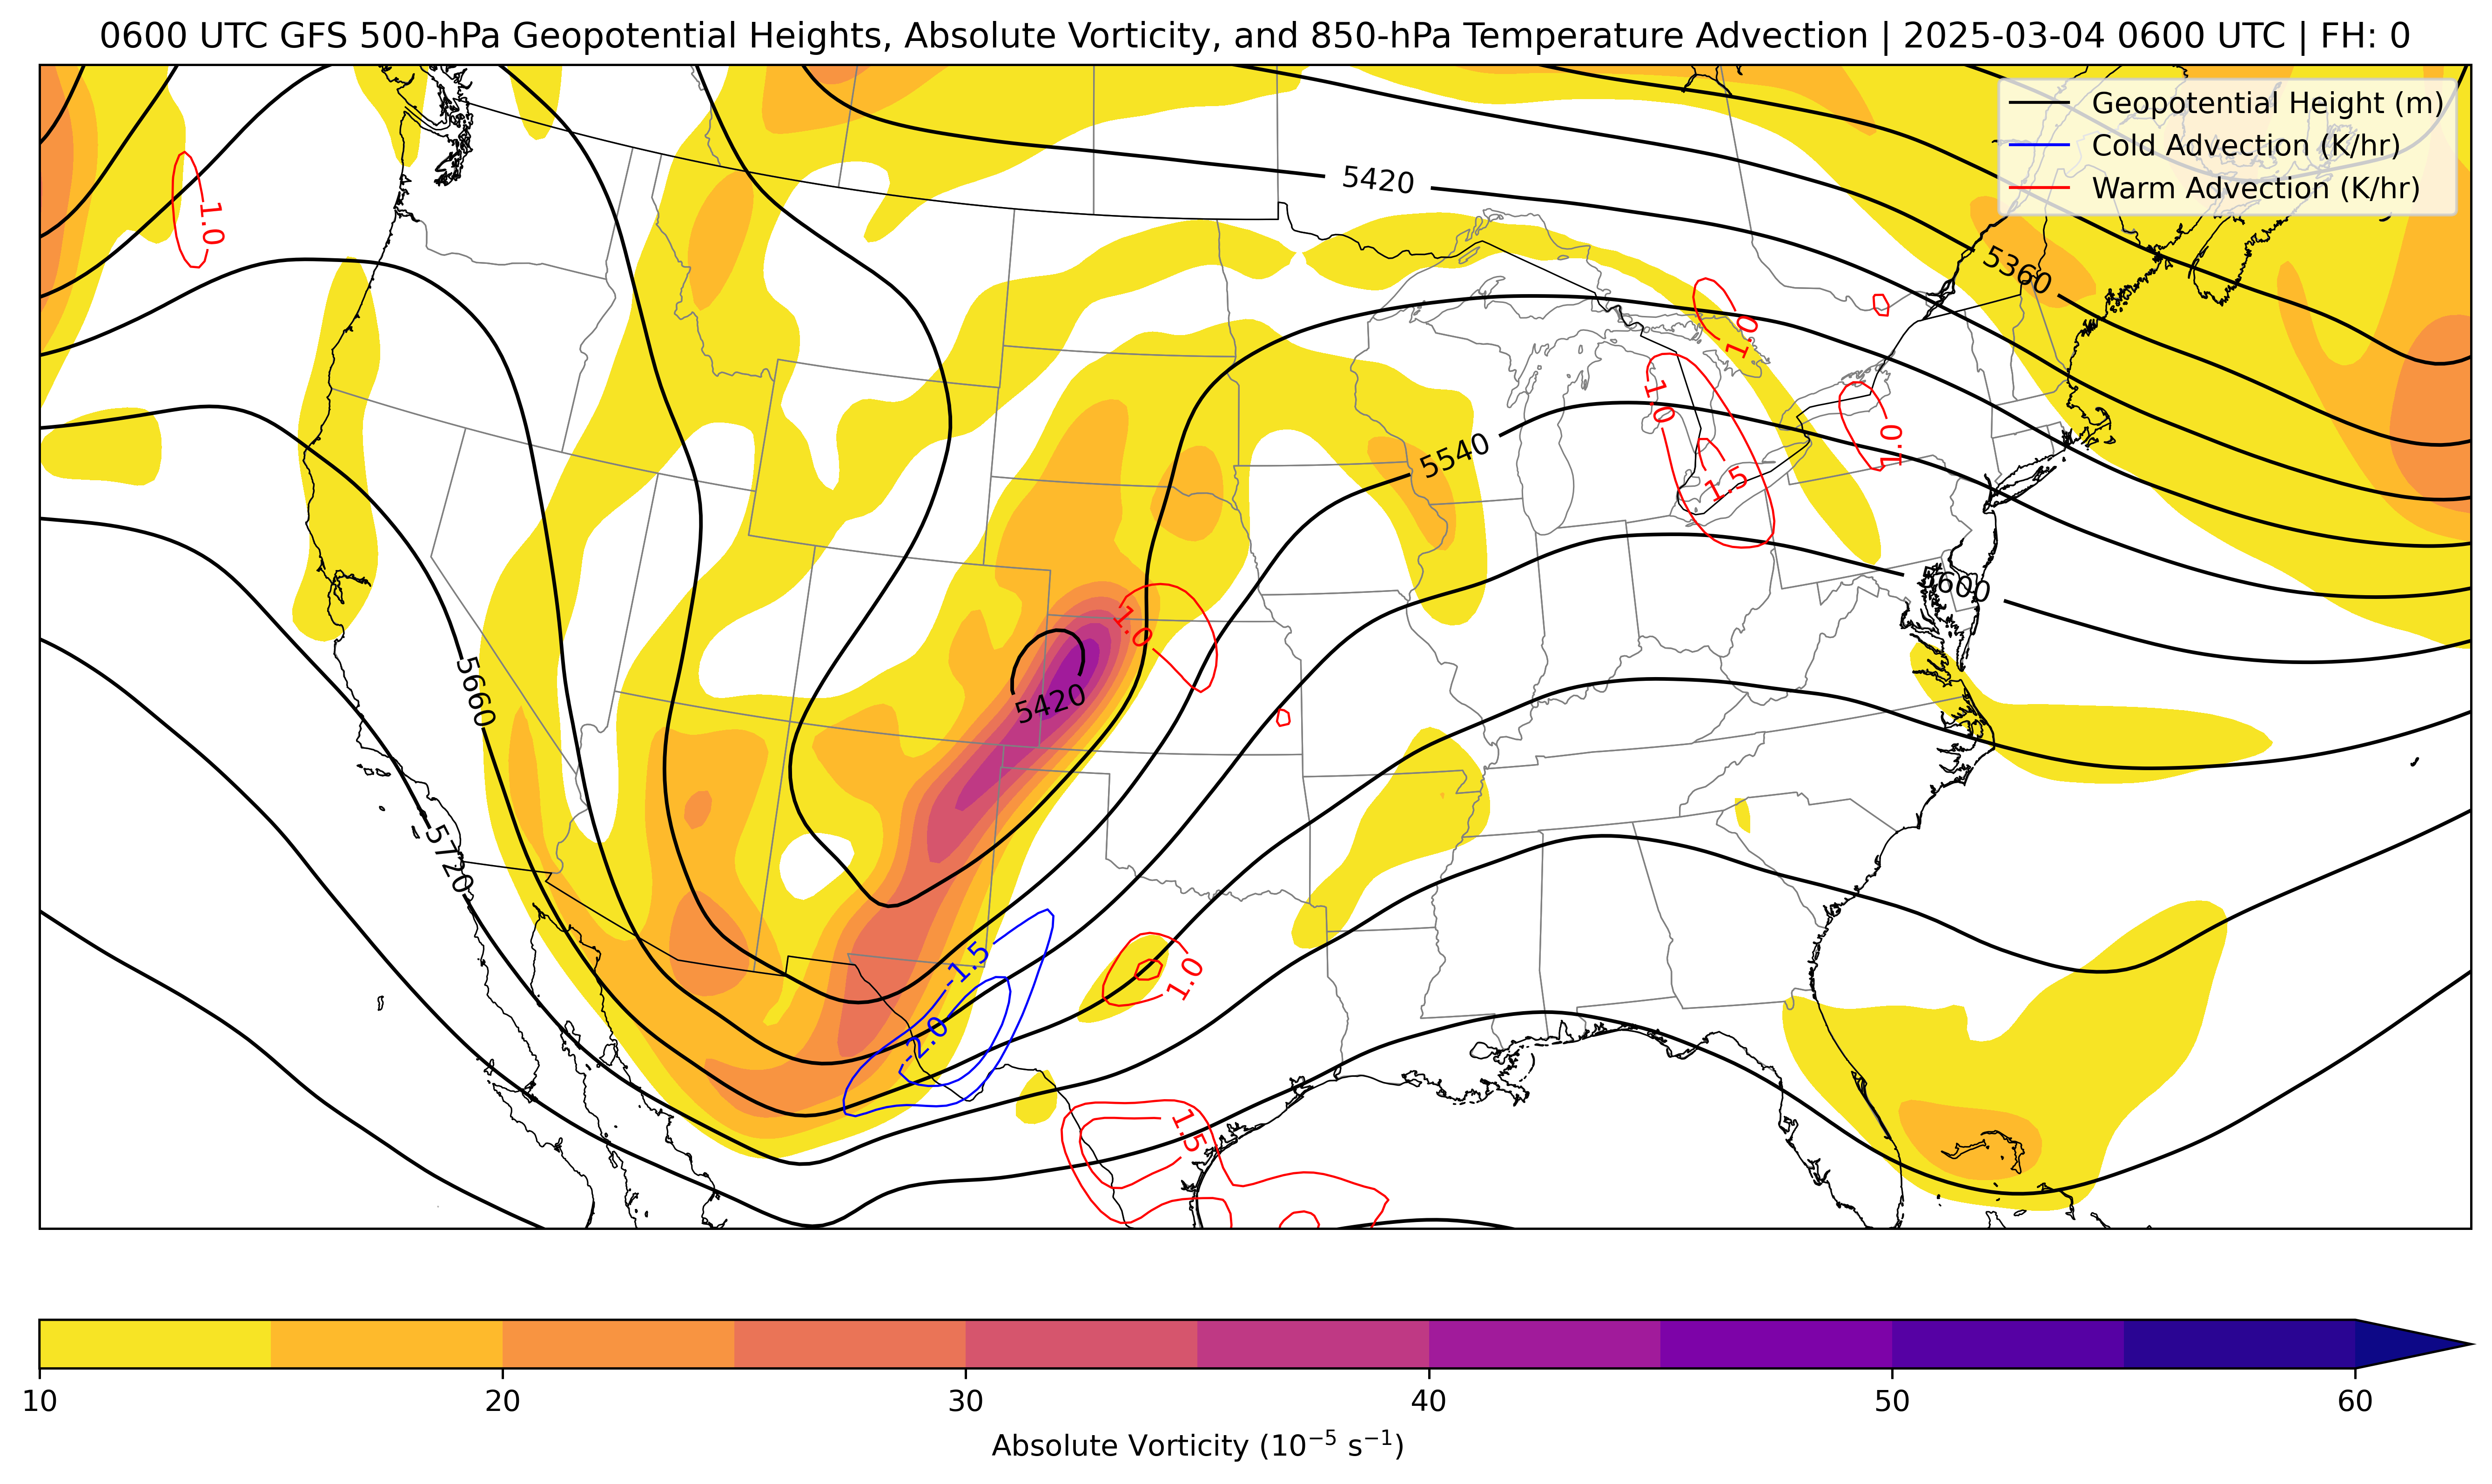 0600 UTC GFS 500-hPa Geopotential Heights, Absolute Vorticity, and 850-hPa Temperature Advection | 2025-03-04 0600 UTC | FH: 0
Geopotential Height (m)
Cold Advection (K/hr)
Warm Advection (K/hr)
5420
1.0
5360
1.0
1.0
1.0
5540
1.5
5600
1.0
5660
5420
5720
-1.5
1.0
-2.0
1.5
10 20 30 40 50 60
Absolute Vorticity (10⁻⁵ s⁻¹)